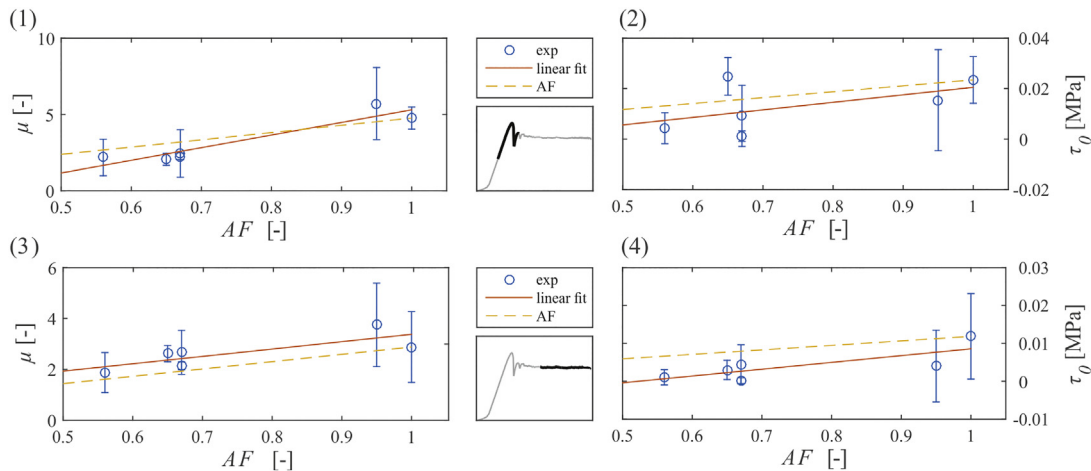 (1)
10
5
0
μ [-]
0.5 0.6 0.7 0.8 0.9 1
AF [-]
exp
linear fit
AF
(2)
0.04
0.02
0
-0.02
τ0 [MPa]
0.5 0.6 0.7 0.8 0.9 1
AF [-]
(3)
6
4
2
0
μ [-]
0.5 0.6 0.7 0.8 0.9 1
AF [-]
exp
linear fit
AF
(4)
0.03
0.01
0
-0.01
τ0 [MPa]
0.5 0.6 0.7 0.8 0.9 1
AF [-]